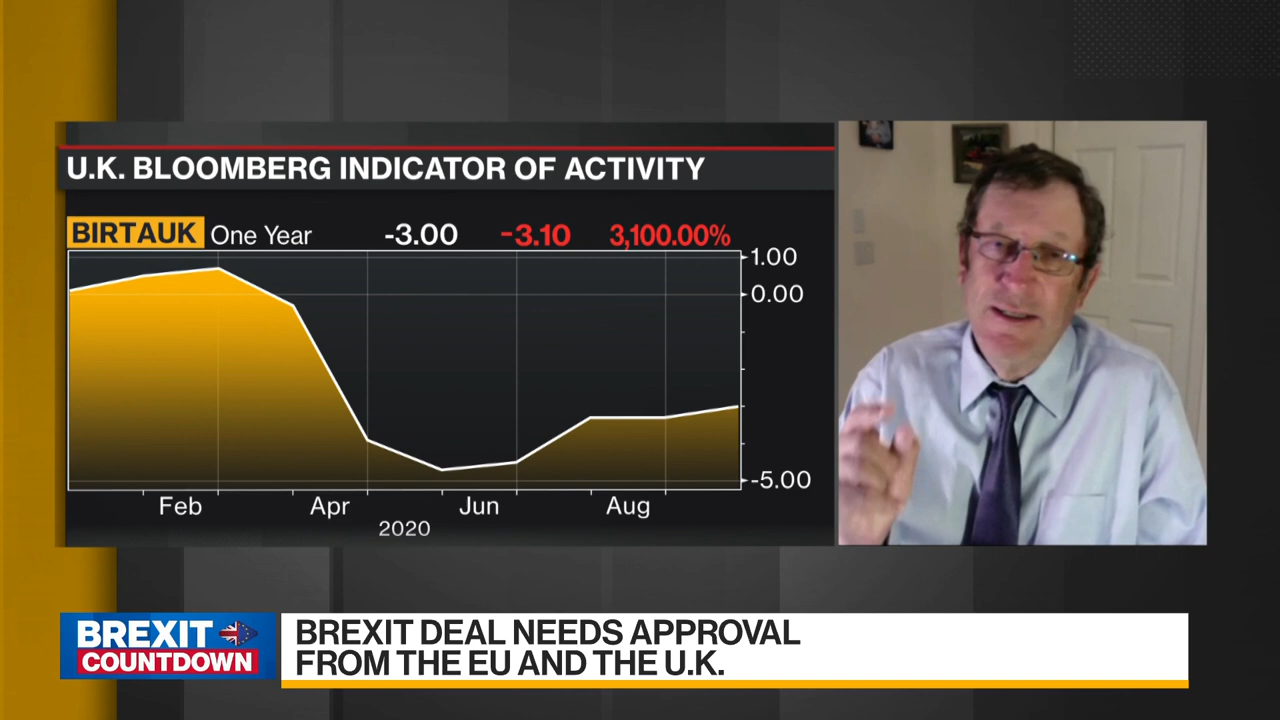 U.K. BLOOMBERG INDICATOR OF ACTIVITY
BIRTAUK One Year -3.00 -3.10 3,100.00%
1.00
0.00
-5.00
Feb Apr Jun Aug
2020
BREXIT
COUNTDOWN
BREXIT DEAL NEEDS APPROVAL
FROM THE EU AND THE U.K.